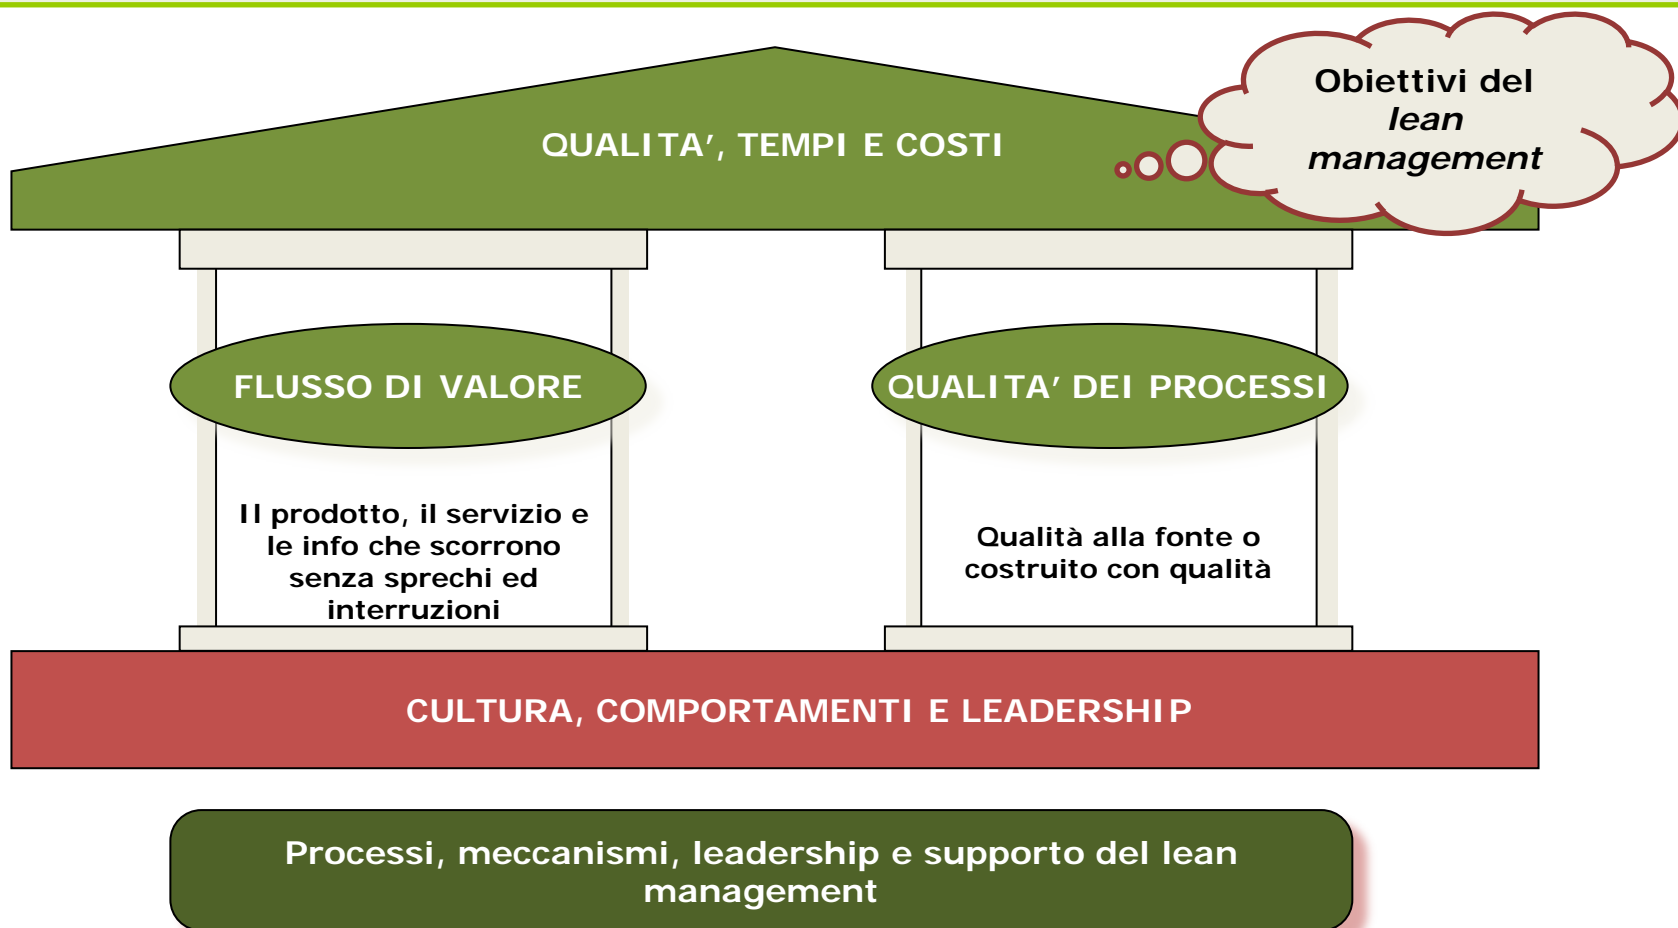 Obiettivi del
lean
management
QUALITA’, TEMPI E COSTI
FLUSSO DI VALORE
QUALITA’ DEI PROCESSI
Il prodotto, il servizio e
le info che scorrono
senza sprechi ed
interruzioni
Qualità alla fonte o
costruito con qualità
CULTURA, COMPORTAMENTI E LEADERSHIP
Processi, meccanismi, leadership e supporto del lean
management